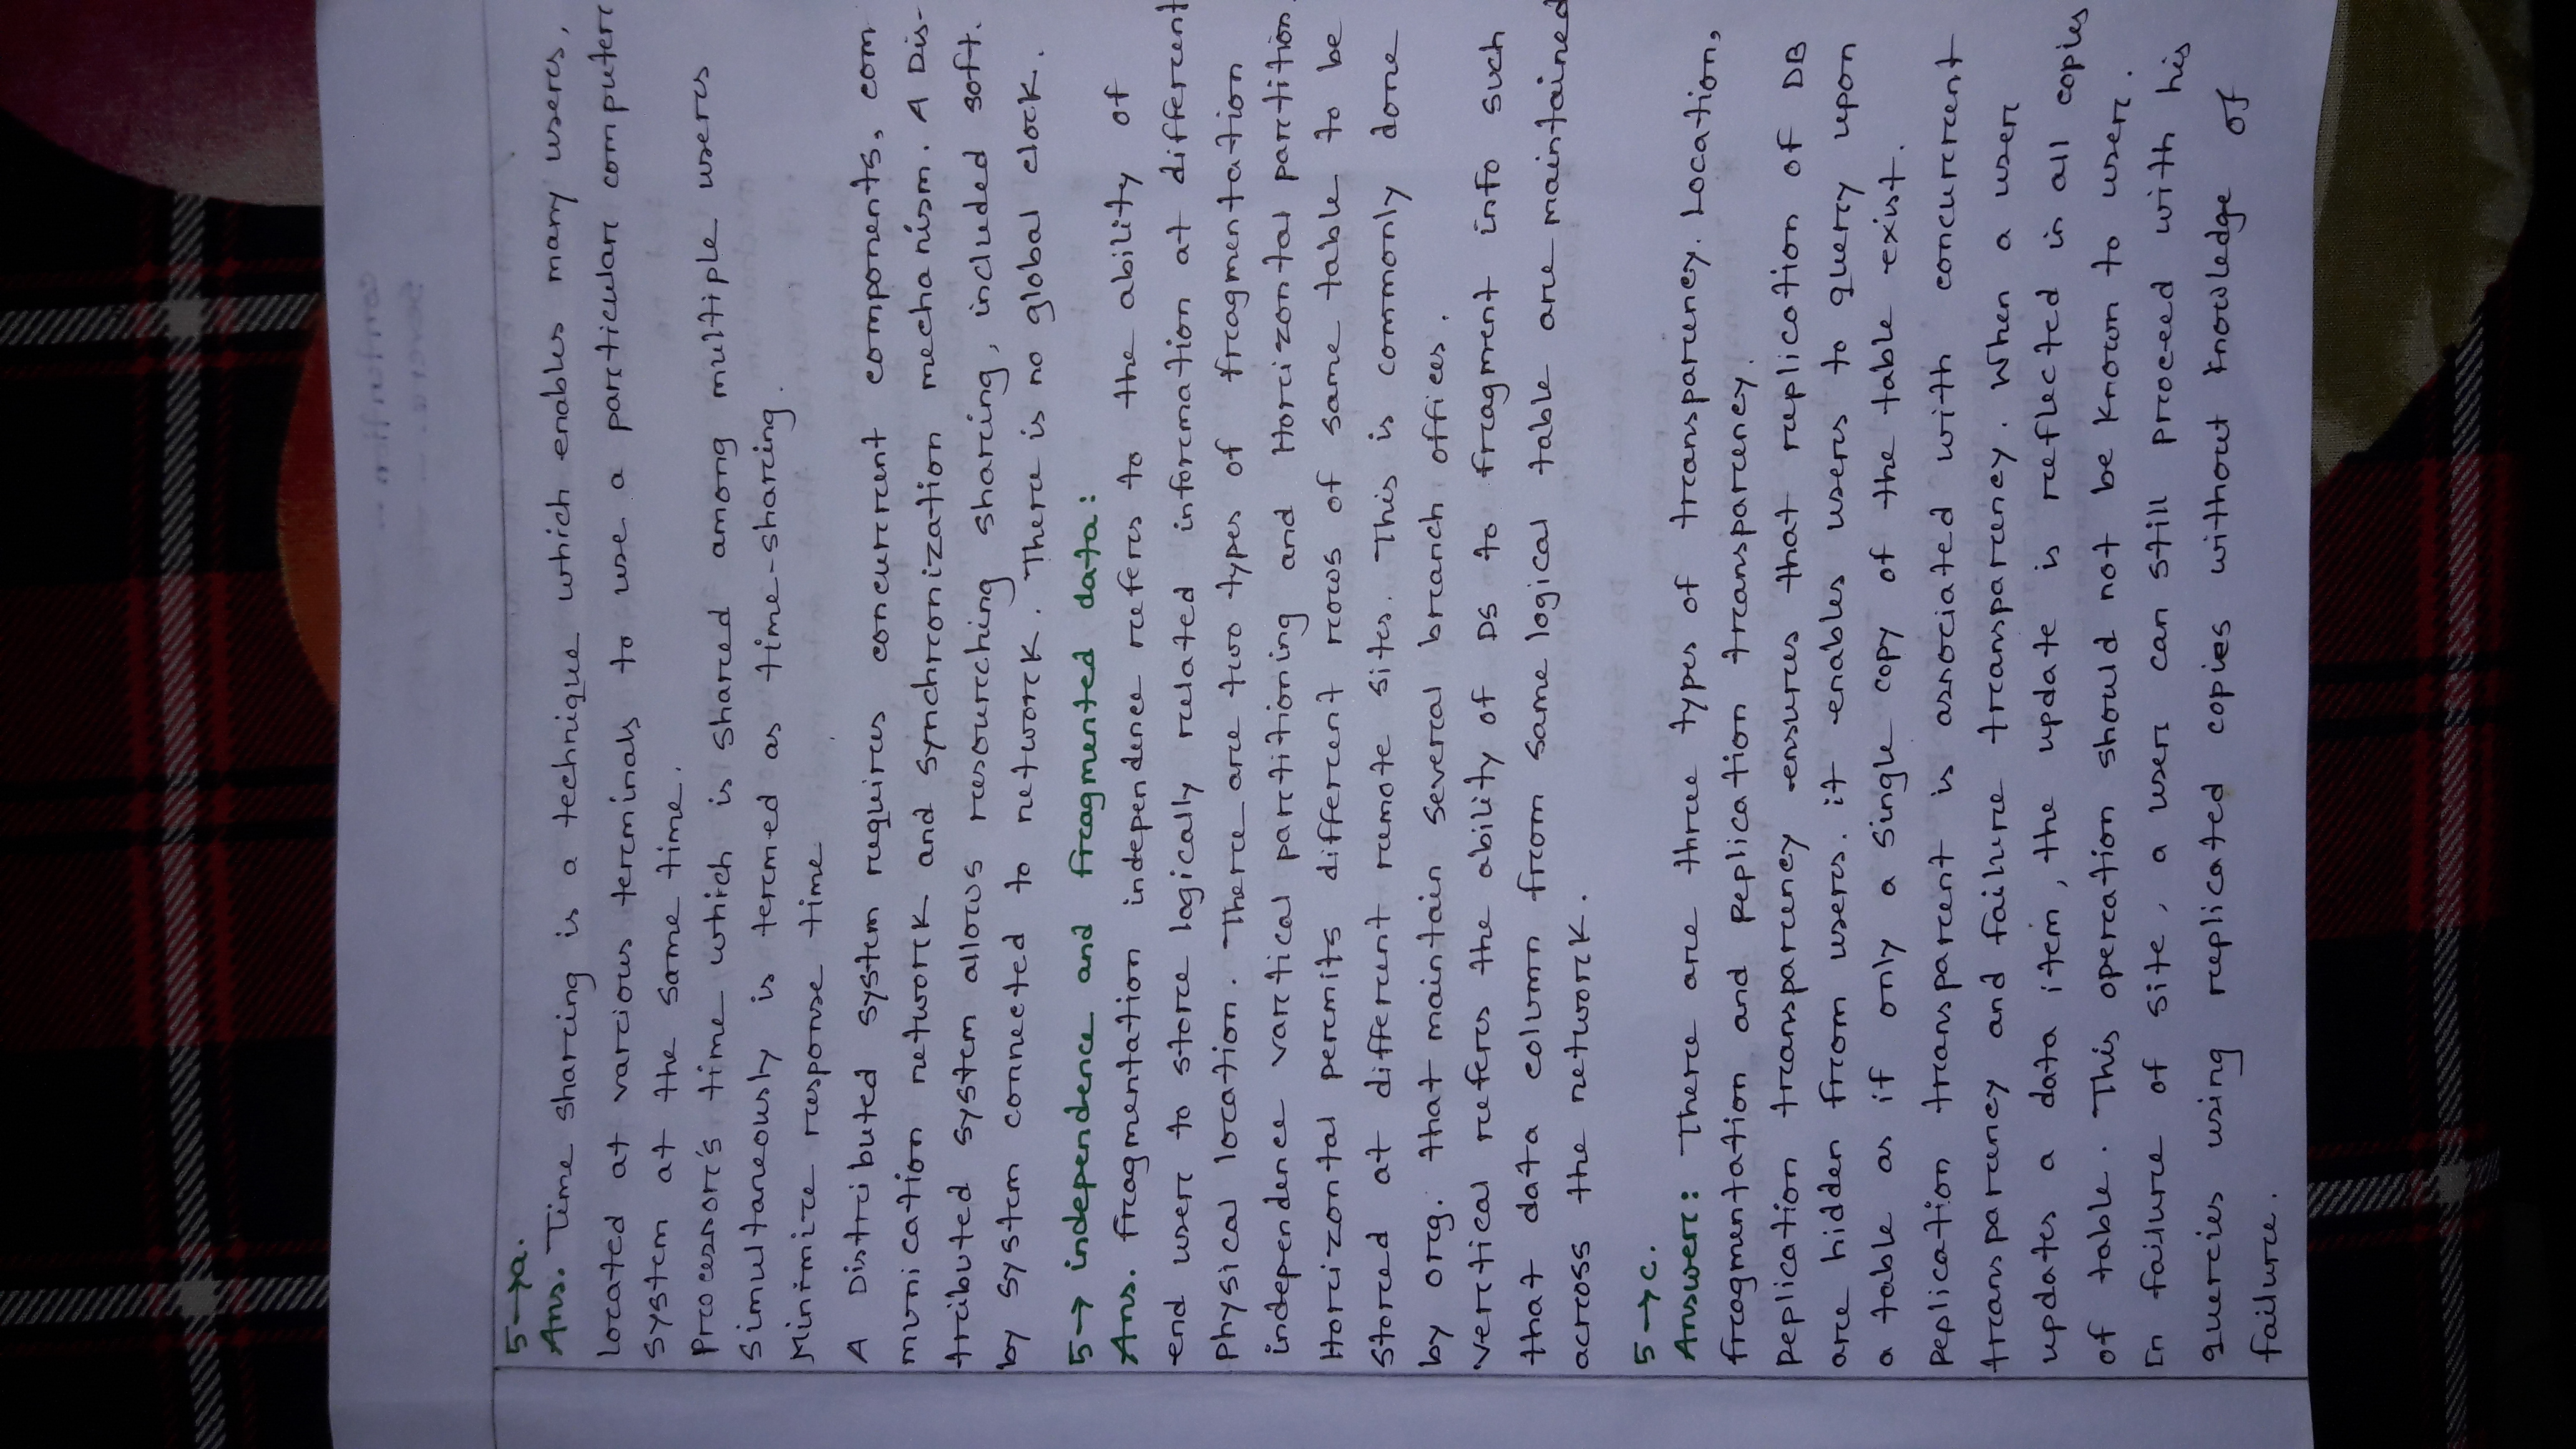 5→a.
Ans. Time sharing is a technique which enables many users,
located at various terminals to use a particular computer
system at the same time.
Processor's time which is shared among multiple users
simultaneously is termed as time-sharing.
Minimize response time
A Distributed system requires concurrent components, com
munication network and synchronization mechanism. A Dis-
tributed system allows resourching sharing, included soft.
by system connected to network. There is no global clock.
5→ independence and fragmented data:
Ans. fragmentation independence refers to the ability of
end user to store logically related information at different
physical location. There are two types of fragmentation
independence vartical partitioning and Horizontal partition.
Horizontal permits different rows of same table to be
stored at different remote sites. This is commonly done
by org. that maintain several branch offices.
vertical refers the ability of DS to fragment into such
that data column from same logical table are maintained
across the network.
5→c.
Answer: There are three types of transparency. Location,
fragmentation and Replication transparency.
Replication transparency ensures that replication of DB
are hidden from users. it enables users to query upon
a table as if only a single copy of the table exist.
Replication transparent is associated with concurrent
transparency and failure transparency. When a user
updates a data item, the update is reflected in all copies
of table. This operation should not be known to user.
In failure of site, a user can still proceed with his
queries using replicated copies without knowledge of
failure.